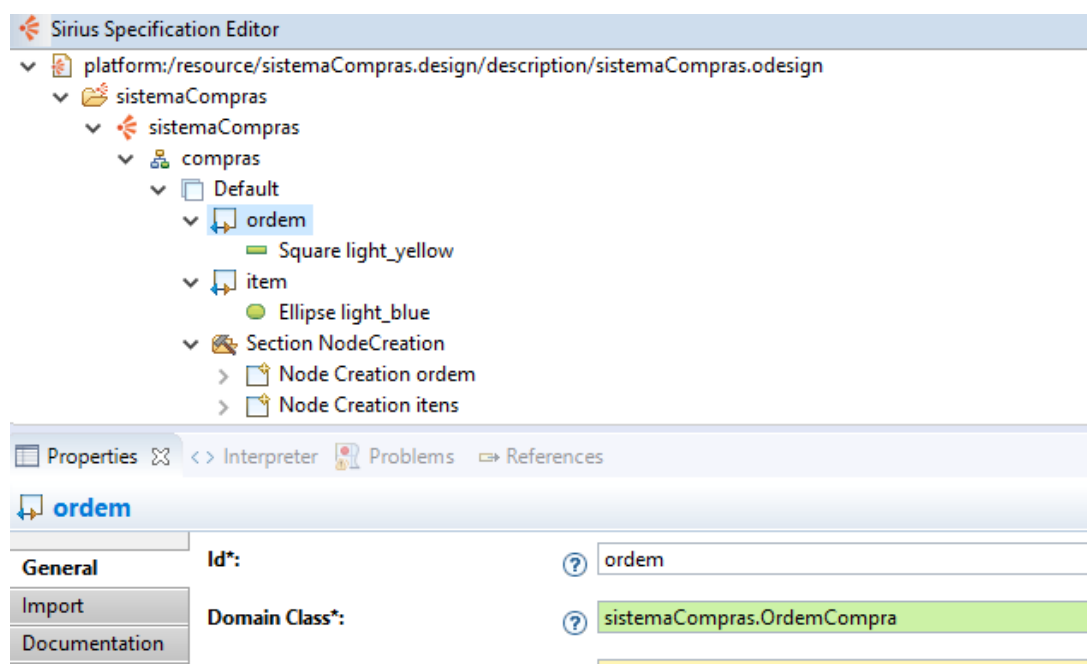 Sirius Specification Editor
platform:/resource/sistemaCompras.design/description/sistemaCompras.odesign
sistemaCompras
sistemaCompras
compras
Default
ordem
Square light_yellow
item
Ellipse light_blue
Section NodeCreation
Node Creation ordem
Node Creation itens
Properties Interpreter Problems References
ordem
General Id*: ? ordem
Import
Domain Class*: ? sistemaCompras.OrdemCompra
Documentation